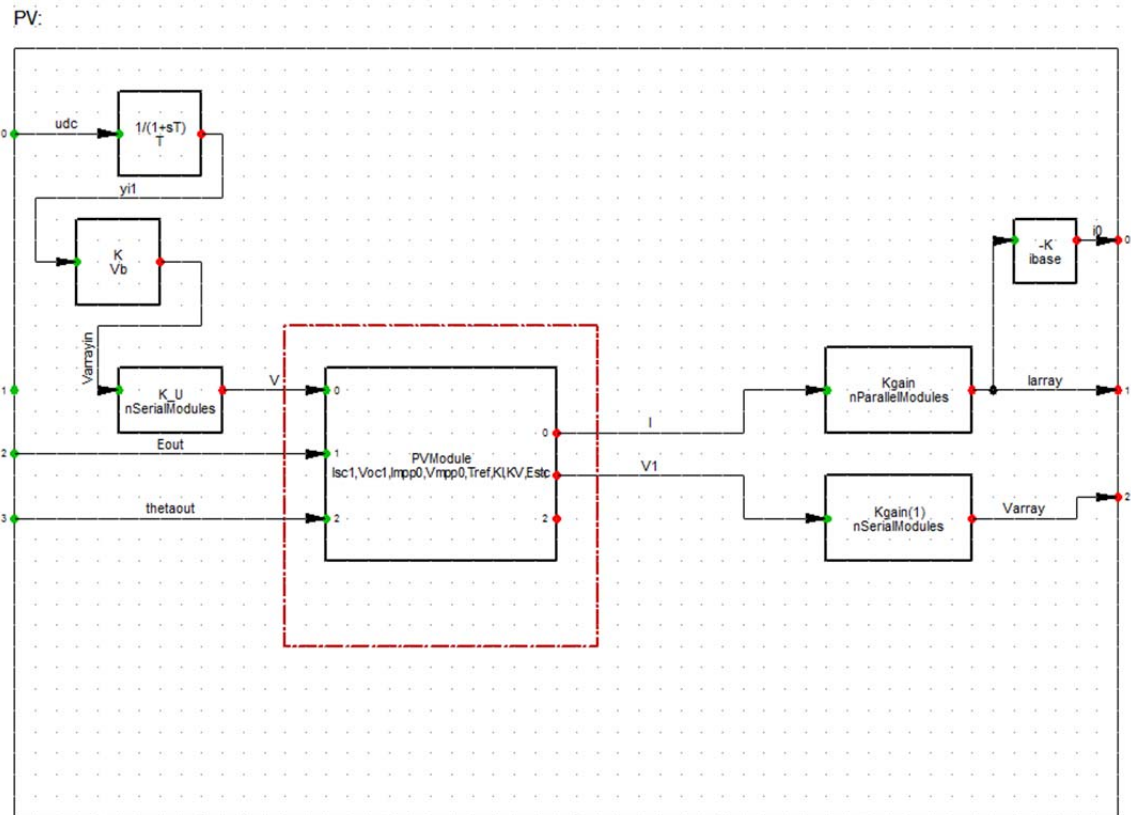 PV:
udc
1/(1+sT)
T
0
yi1
K
Vb
-K
ibase
i0
0
Varrayin
K_U
nSerialModules
V
0
1
Eout
1
2
thetaout
2
3
PVModule
Isc1,Voc1,Impp0,Vmpp0,Tref,KI,KV,Estc
0
2
I
V1
Kgain
nParallelModules
Iarray
1
Kgain(1)
nSerialModules
Varray
2